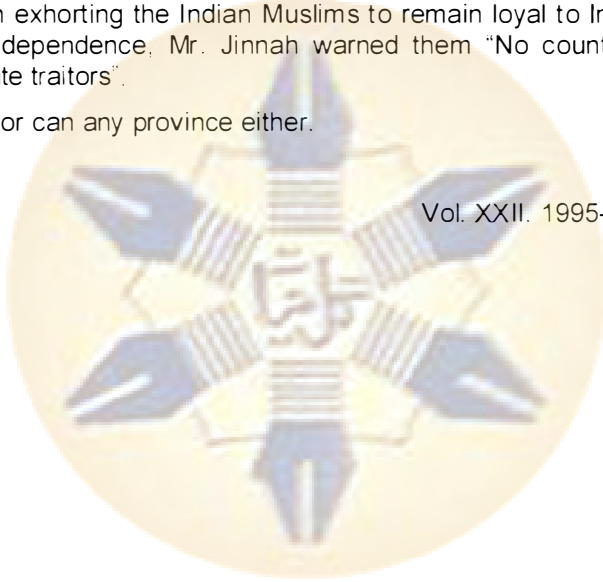 n exhorting the Indian Muslims to remain loyal to In
dependence, Mr. Jinnah warned them “No count
te traitors”.
or can any province either.
Vol. XXII. 1995-